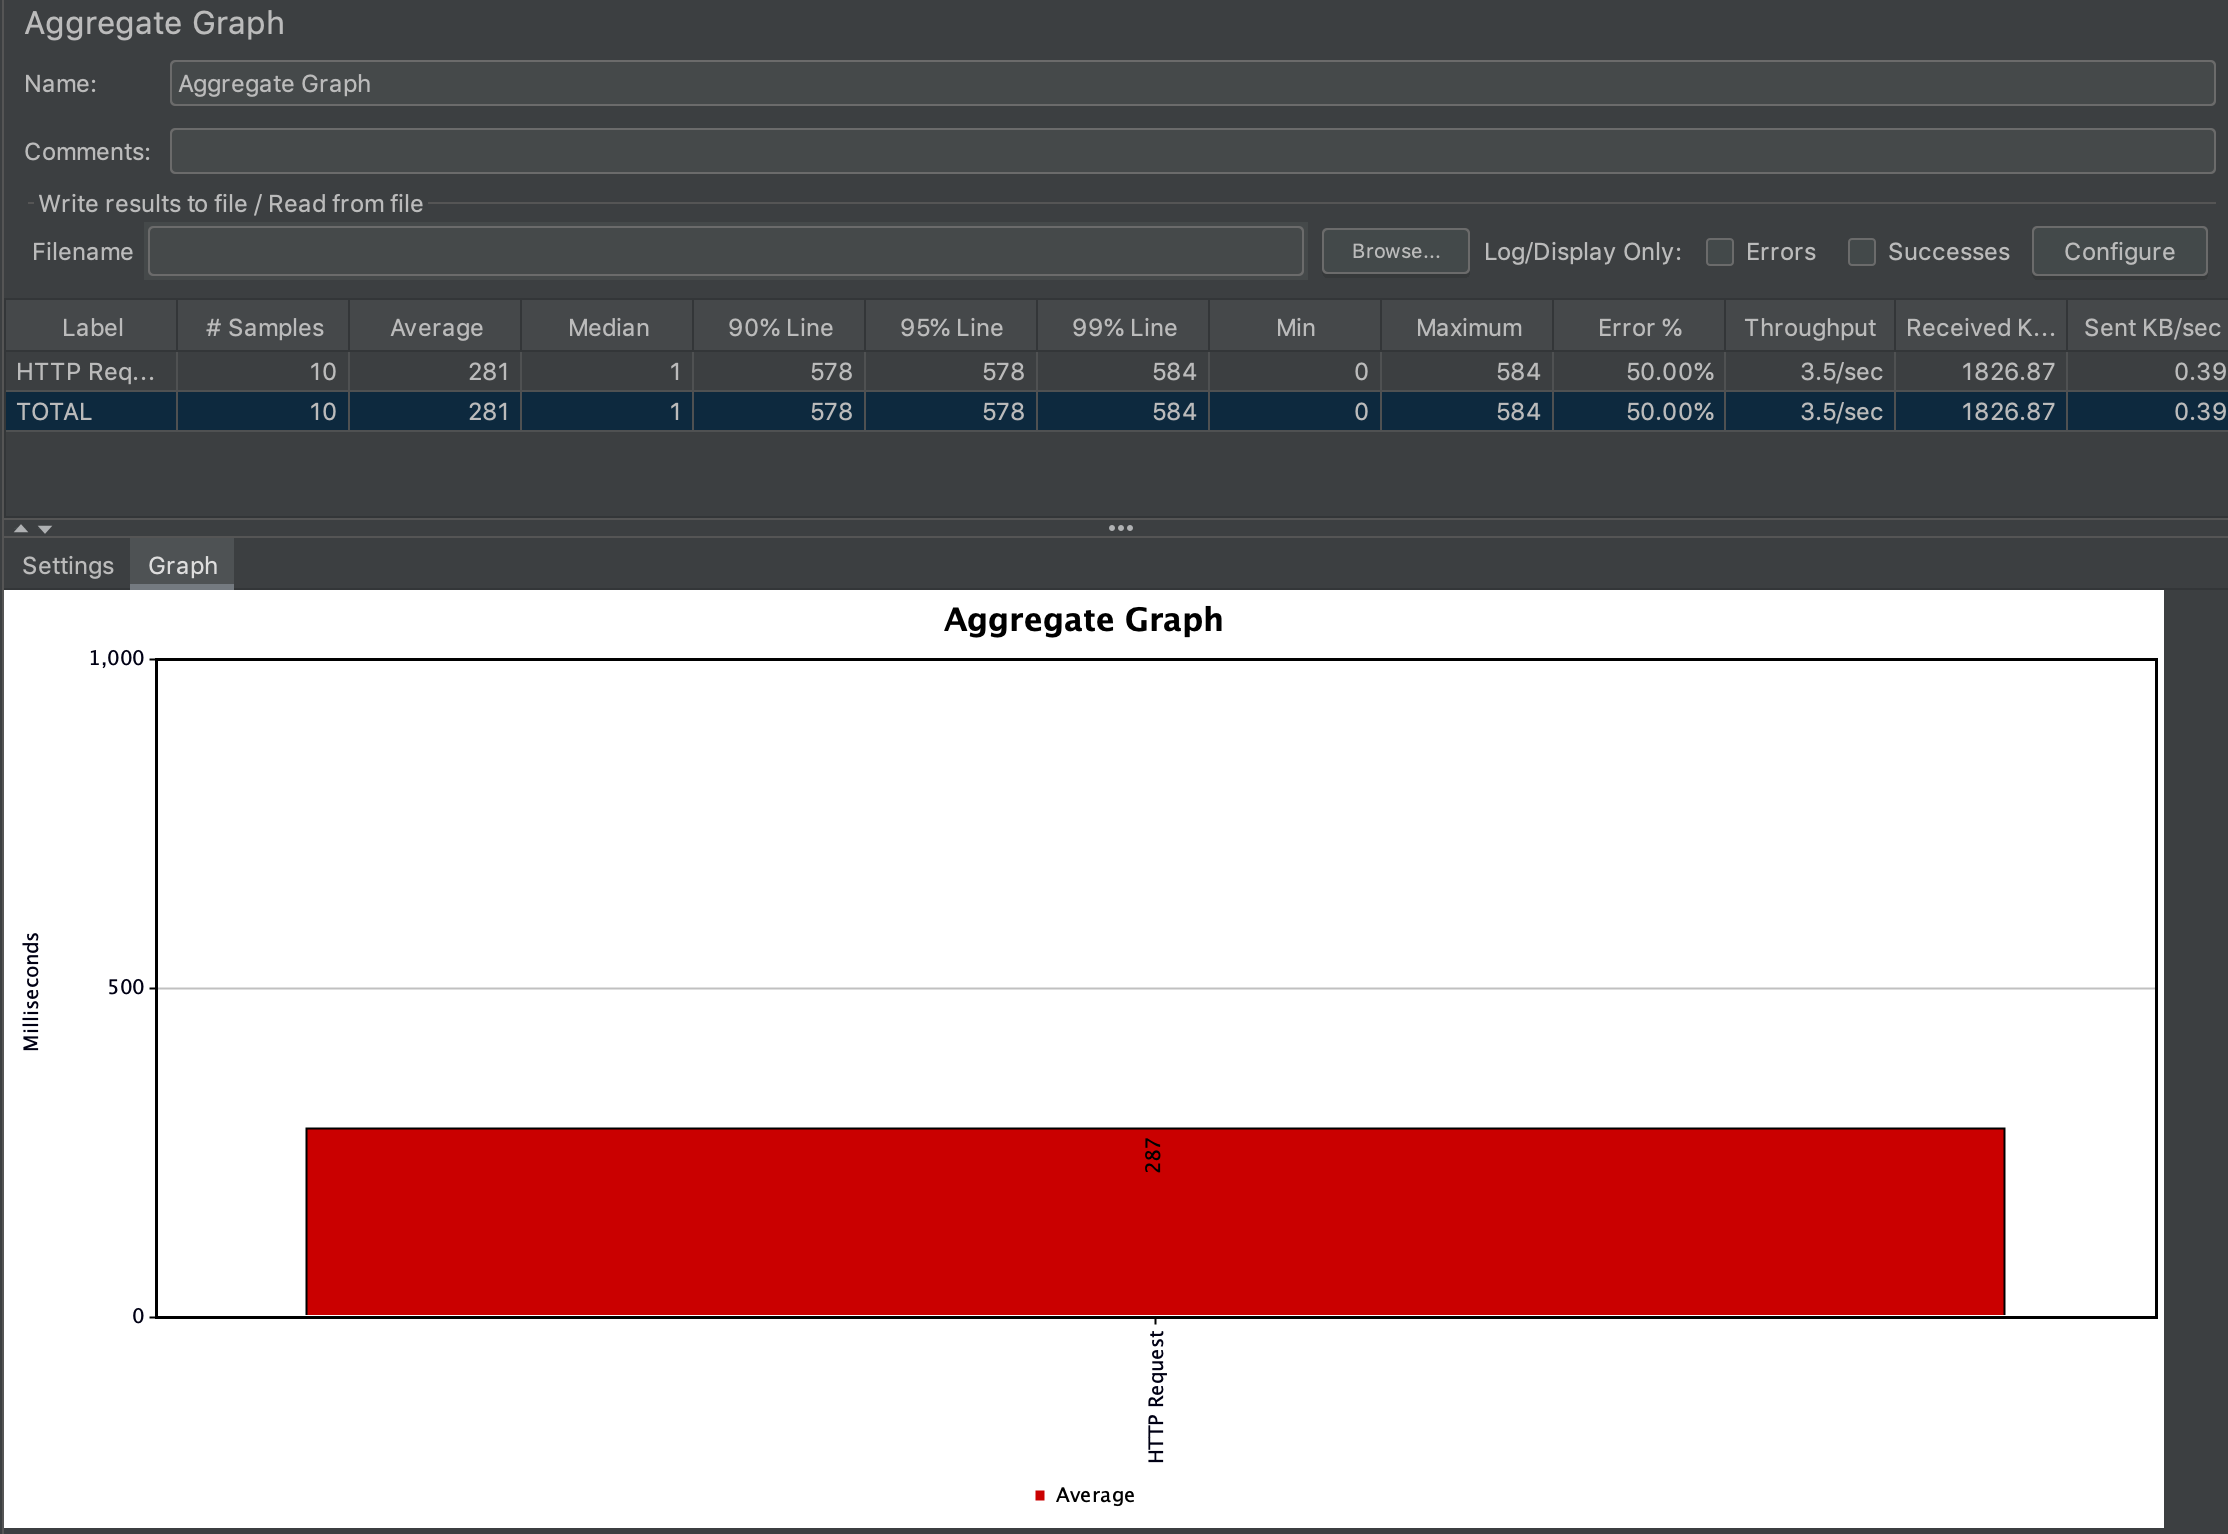 Aggregate Graph
Name: Aggregate Graph
Comments:
Write results to file / Read from file
Filename Browse... Log/Display Only: Errors Successes Configure
Label # Samples Average Median 90% Line 95% Line 99% Line Min Maximum Error % Throughput Received K... Sent KB/sec
HTTP Req... 10 281 1 578 578 584 0 584 50.00% 3.5/sec 1826.87 0.39
TOTAL 10 281 1 578 578 584 0 584 50.00% 3.5/sec 1826.87 0.39
Settings Graph
Aggregate Graph
1,000
Milliseconds
500
287
0
HTTP Request
Average